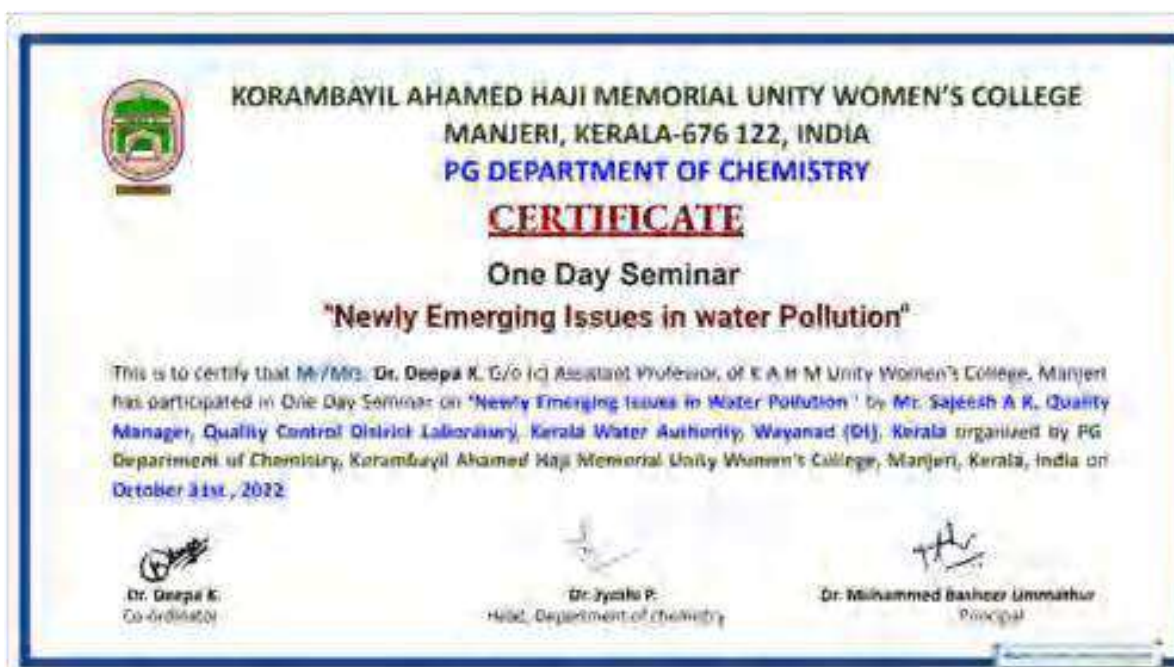 KORAMBAYIL AHAMED HAJI MEMORIAL UNITY WOMEN'S COLLEGE
MANJERI, KERALA-676 122, INDIA
PG DEPARTMENT OF CHEMISTRY
CERTIFICATE
One Day Seminar
"Newly Emerging Issues in water Pollution"
This is to certify that Mr/Mrs. Dr. Deepa K. Assistant Professor, of K A H M Unity Women's College, Manjeri
has participated in One Day Seminar on "Newly Emerging Issues in Water Pollution" by Mr. Sajeesh A R, Quality
Manager, Quality Control District Laboratory, Kerala Water Authority, Wayanad (Dt), Kerala organized by PG
Department of Chemistry, Korambayil Ahamed Haji Memorial Unity Women's College, Manjeri, Kerala, India on
October 31st, 2022
Dr. Deepa K. Dr. Jyothi P. Dr. Muhammed Basheer Ummathur
Co-ordinator Head, Department of chemistry Principal